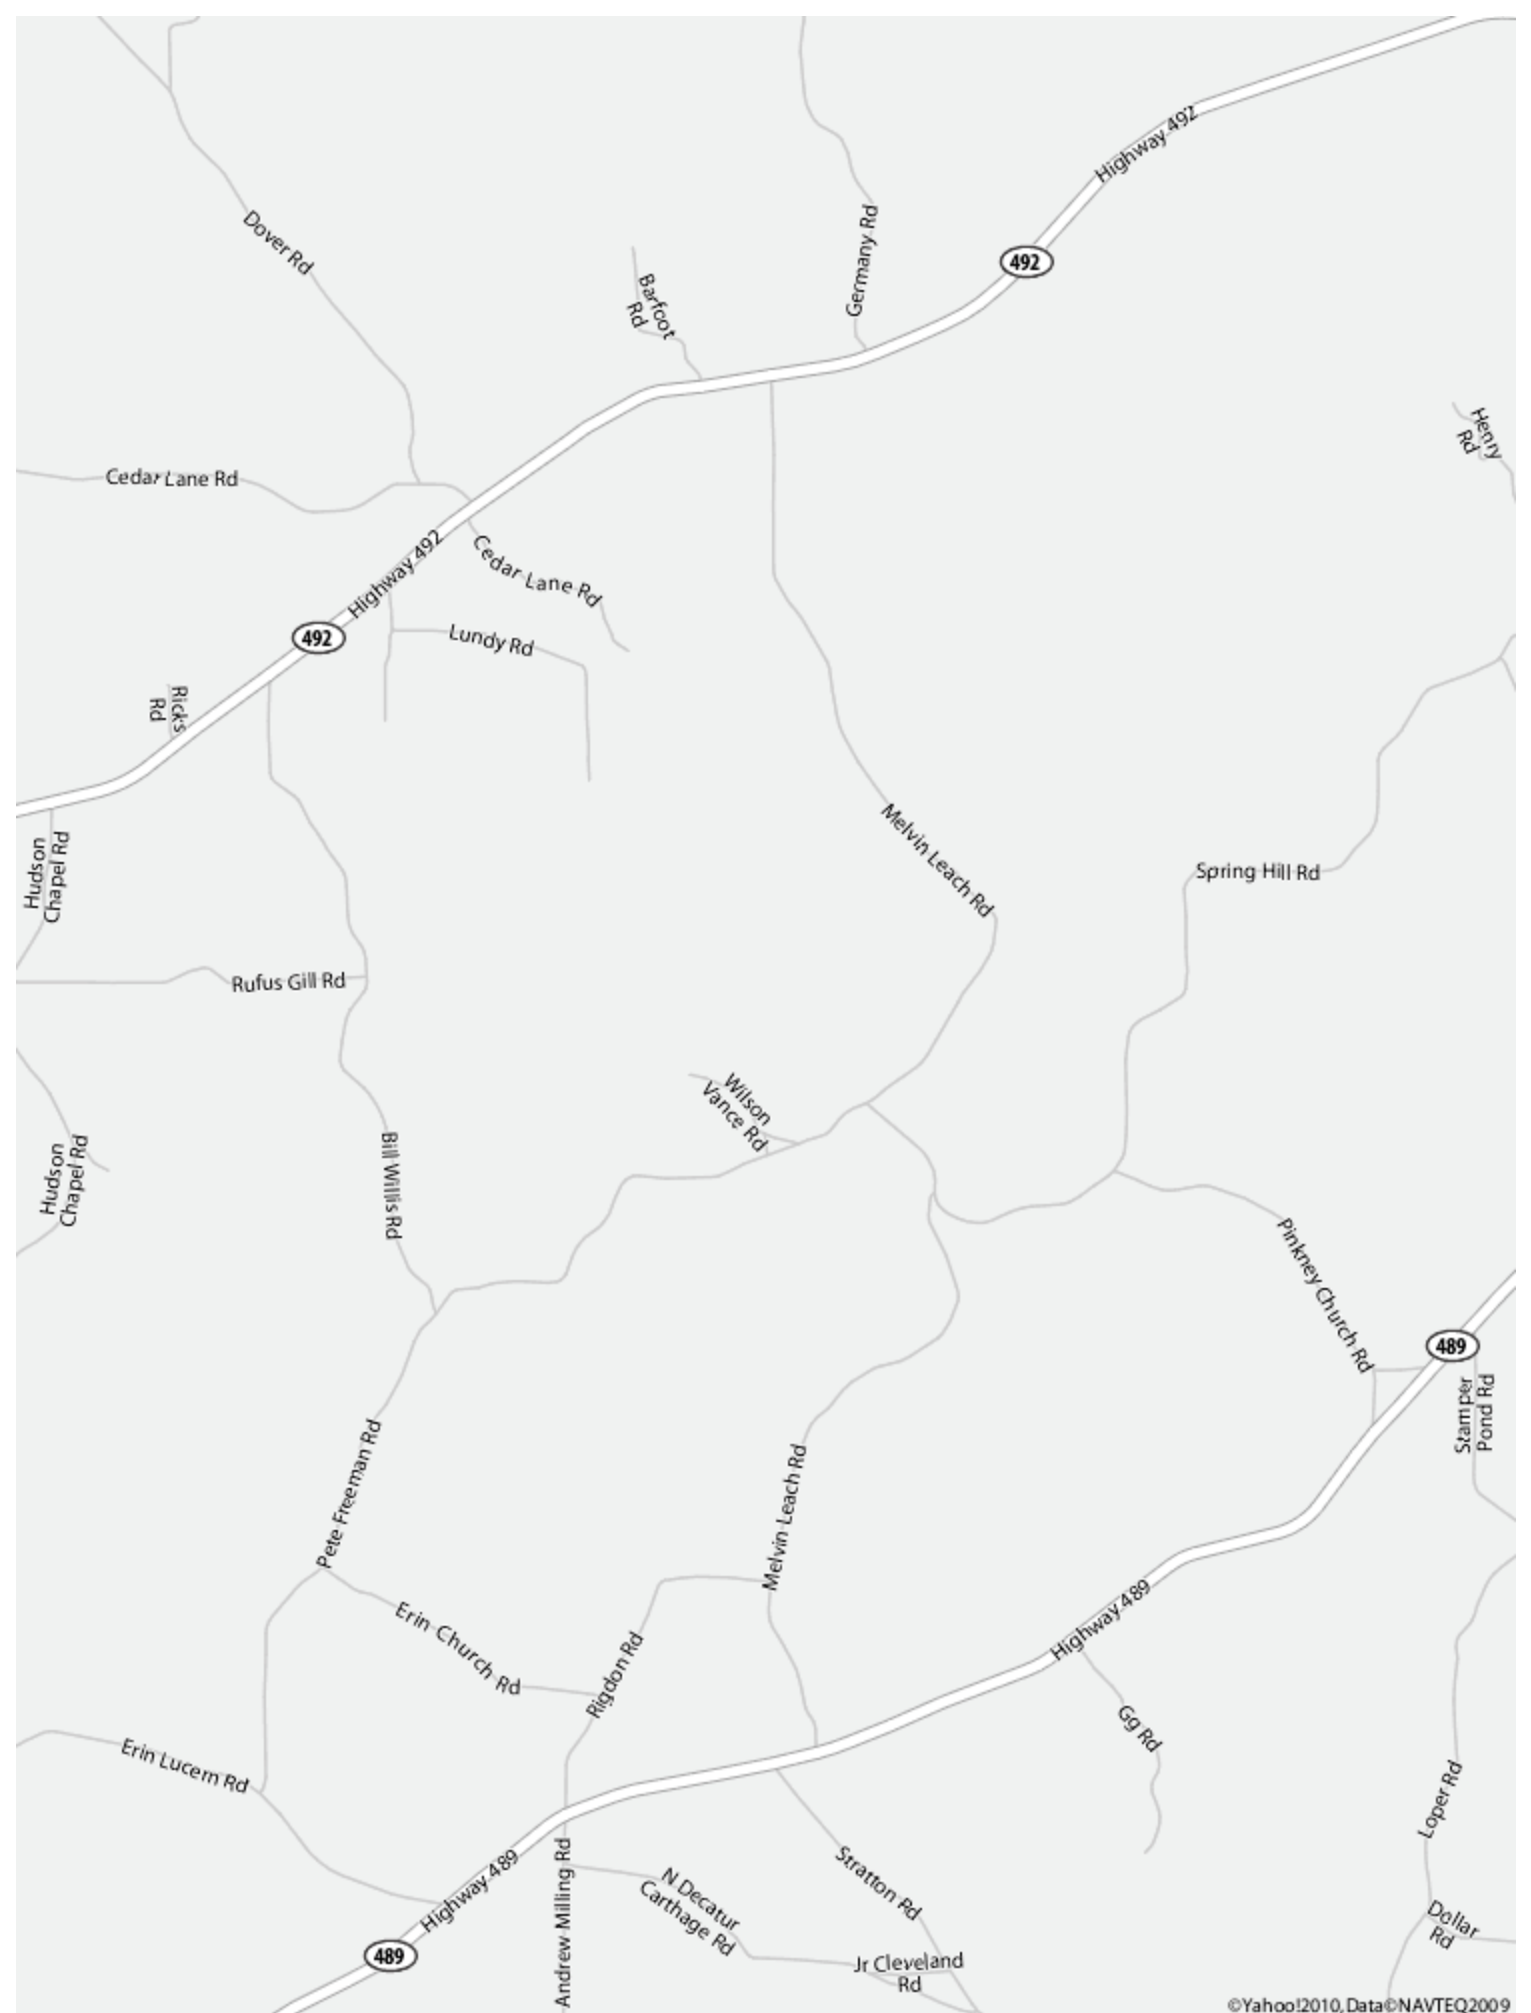 Highway 492
Dover Rd
Germany Rd
492
Barfoot
Rd
Henry
Rd
Cedar Lane Rd
Highway 492
Cedar Lane Rd
492
Lundy Rd
Ricks
Rd
Hudson
Chapel Rd
Melvin Leach Rd
Spring Hill Rd
Rufus Gill Rd
Wilson
Vance Rd
Hudson
Chapel Rd
Bill Willis Rd
Pinkney Church Rd
489
Stamper
Pond Rd
Pete Freeman Rd
Melvin Leach Rd
Highway 489
Erin Church Rd
Rigdon Rd
Gg Rd
Erin Lucern Rd
Loper Rd
Highway 489
Andrew Milling Rd
N Decatur
Carthage Rd
Stratton Rd
Dollar
Rd
489
Jr Cleveland
Rd
©Yahoo!2010, Data©NAVTEQ2009